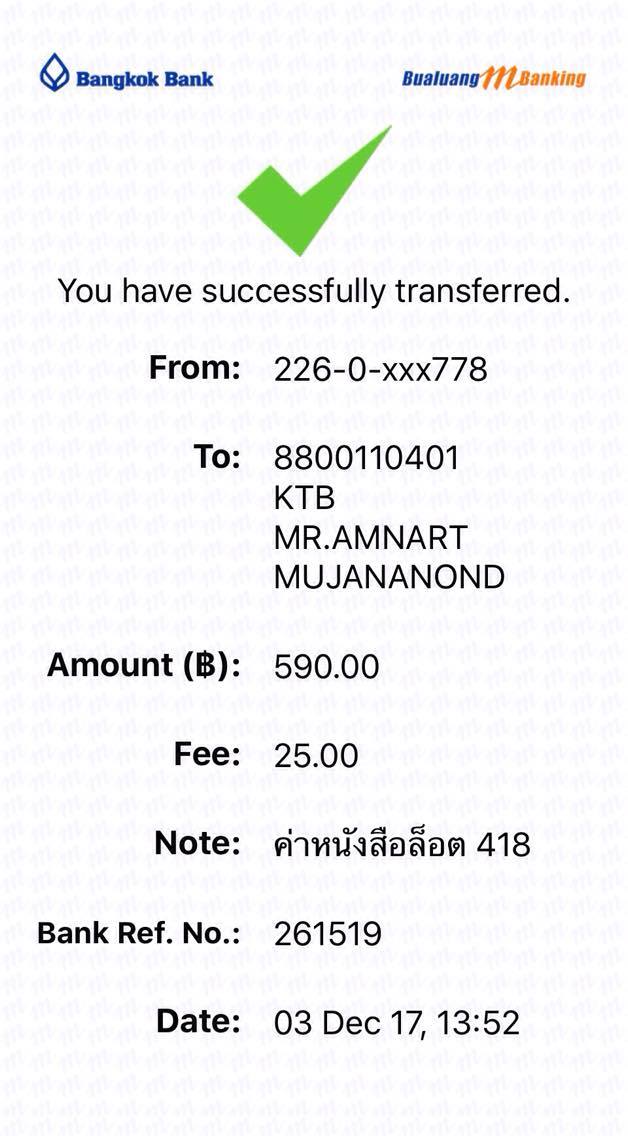 Bangkok Bank
Bualuang mBanking
You have successfully transferred.
From: 226-0-xxx778
To: 8800110401
KTB
MR.AMNART
MUJANANOND
Amount (฿): 590.00
Fee: 25.00
Note: ค่าหนังสือล็อต 418
Bank Ref. No.: 261519
Date: 03 Dec 17, 13:52